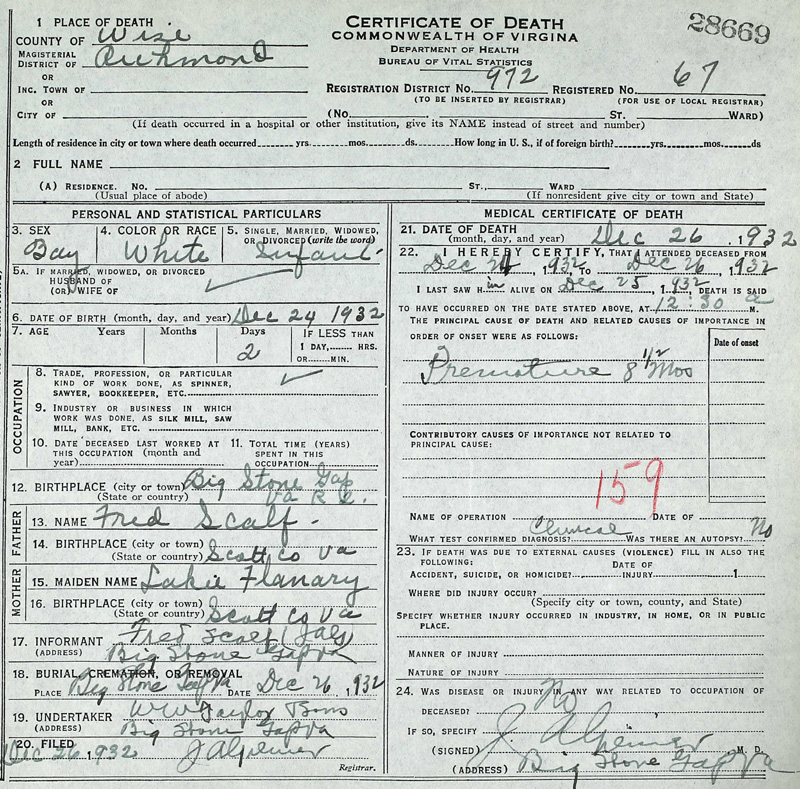 1 PLACE OF DEATH
COUNTY OF Wise
MAGISTERIAL DISTRICT OF Richmond
OR
INC. TOWN OF
OR
CITY OF
CERTIFICATE OF DEATH
COMMONWEALTH OF VIRGINIA
DEPARTMENT OF HEALTH
BUREAU OF VITAL STATISTICS
28669
REGISTRATION DISTRICT NO. 972 REGISTERED NO. 67
(TO BE INSERTED BY REGISTRAR) (FOR USE OF LOCAL REGISTRAR)
(No. ST. WARD)
(If death occurred in a hospital or other institution, give its NAME instead of street and number)
Length of residence in city or town where death occurred yrs. mos. ds. How long in U. S., if of foreign birth? yrs. mos. ds
2 FULL NAME
(A) RESIDENCE. NO. ST., WARD
(Usual place of abode) (If nonresident give city or town and State)
PERSONAL AND STATISTICAL PARTICULARS
3. SEX 4. COLOR OR RACE 5. SINGLE, MARRIED, WIDOWED, OR DIVORCED (write the word)
Boy White Infant
5A. IF MARRIED, WIDOWED, OR DIVORCED
HUSBAND OF
(OR) WIFE OF
6. DATE OF BIRTH (month, day, and year) Dec 24 1932
7. AGE Years Months Days IF LESS THAN
2 1 DAY, HRS.
OR MIN.
OCCUPATION
8. TRADE, PROFESSION, OR PARTICULAR
KIND OF WORK DONE, AS SPINNER,
SAWYER, BOOKKEEPER, ETC.
9. INDUSTRY OR BUSINESS IN WHICH
WORK WAS DONE, AS SILK MILL, SAW
MILL, BANK, ETC.
10. DATE DECEASED LAST WORKED AT THIS OCCUPATION (month and year)
11. TOTAL TIME (YEARS) SPENT IN THIS OCCUPATION
12. BIRTHPLACE (city or town) Big Stone Gap
(State or country) Va
FATHER
13. NAME Fred Scalf
14. BIRTHPLACE (city or town)
(State or country) Scott co Va
MOTHER
15. MAIDEN NAME Lakie Flanary
16. BIRTHPLACE (city or town)
(State or country) Scott Co Va
17. INFORMANT Fred Scalf
(ADDRESS) Big Stone Gap Va
18. BURIAL, CREMATION, OR REMOVAL
PLACE Big Stone Gap Va DATE Dec 26, 1932
19. UNDERTAKER W W Taylor Sons
(ADDRESS) Big Stone Gap Va
20. FILED Dec 26, 1932
Registrar.
MEDICAL CERTIFICATE OF DEATH
21. DATE OF DEATH
(month, day, and year) Dec 26, 1932
22. I HEREBY CERTIFY, THAT I ATTENDED DECEASED FROM
Dec 24, 1932 TO Dec 26, 1932
I LAST SAW H im ALIVE ON Dec 25, 1932, DEATH IS SAID
TO HAVE OCCURRED ON THE DATE STATED ABOVE, AT 12:30 a M.
THE PRINCIPAL CAUSE OF DEATH AND RELATED CAUSES OF IMPORTANCE IN
ORDER OF ONSET WERE AS FOLLOWS:
Date of onset
Premature 8 1/2 Mos
CONTRIBUTORY CAUSES OF IMPORTANCE NOT RELATED TO
PRINCIPAL CAUSE:
159
NAME OF OPERATION DATE OF
WHAT TEST CONFIRMED DIAGNOSIS? Clinical WAS THERE AN AUTOPSY? No
23. IF DEATH WAS DUE TO EXTERNAL CAUSES (VIOLENCE) FILL IN ALSO THE
FOLLOWING:
ACCIDENT, SUICIDE, OR HOMICIDE? DATE OF INJURY 1
WHERE DID INJURY OCCUR?
(Specify city or town, county, and State)
SPECIFY WHETHER INJURY OCCURRED IN INDUSTRY, IN HOME, OR IN PUBLIC
PLACE.
MANNER OF INJURY
NATURE OF INJURY
24. WAS DISEASE OR INJURY IN ANY WAY RELATED TO OCCUPATION OF
DECEASED? No
IF SO, SPECIFY
(SIGNED) M. D.
(ADDRESS) Big Stone Gap Va